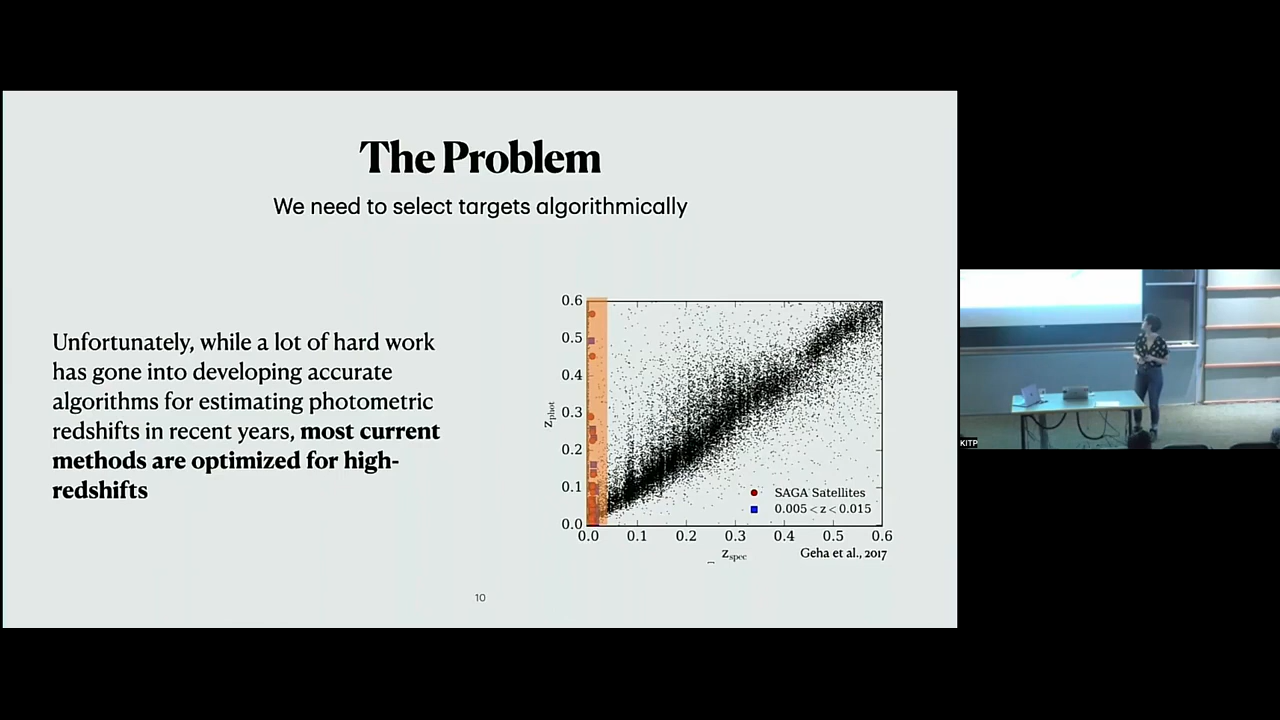 The Problem
We need to select targets algorithmically
Unfortunately, while a lot of hard work
has gone into developing accurate
algorithms for estimating photometric
redshifts in recent years, most current
methods are optimized for high-
redshifts
0.6
0.5
0.4
0.3
0.2
0.1
0.0
z_phot
SAGA Satellites
0.005 < z < 0.015
0.0 0.1 0.2 0.3 0.4 0.5 0.6
z_spec
Geha et al., 2017
10
KITP